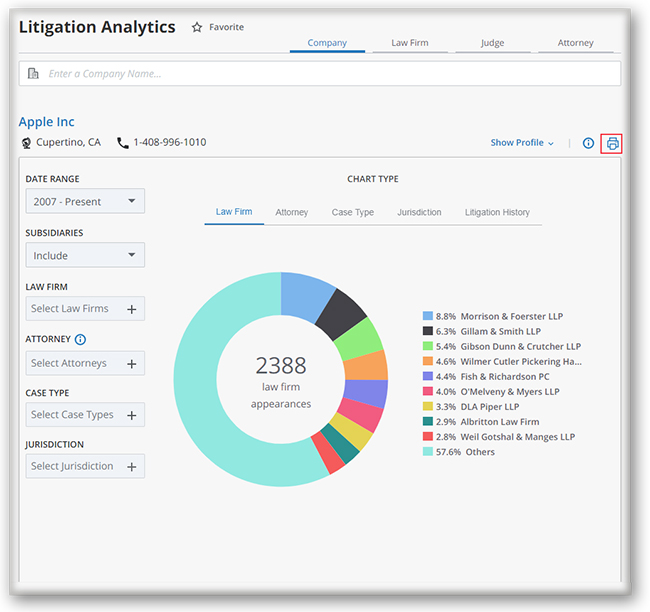 Litigation Analytics
Favorite
Company Law Firm Judge Attorney
Enter a Company Name...
Apple Inc
Cupertino, CA 1-408-996-1010 Show Profile
DATE RANGE
2007 - Present
SUBSIDIARIES
Include
LAW FIRM
Select Law Firms +
ATTORNEY
Select Attorneys +
CASE TYPE
Select Case Types +
JURISDICTION
Select Jurisdiction +
CHART TYPE
Law Firm Attorney Case Type Jurisdiction Litigation History
2388
law firm
appearances
8.8% Morrison & Foerster LLP
6.3% Gillam & Smith LLP
5.4% Gibson Dunn & Crutcher LLP
4.6% Wilmer Cutler Pickering Ha...
4.4% Fish & Richardson PC
4.0% O'Melveny & Myers LLP
3.3% DLA Piper LLP
2.9% Albritton Law Firm
2.8% Weil Gotshal & Manges LLP
57.6% Others